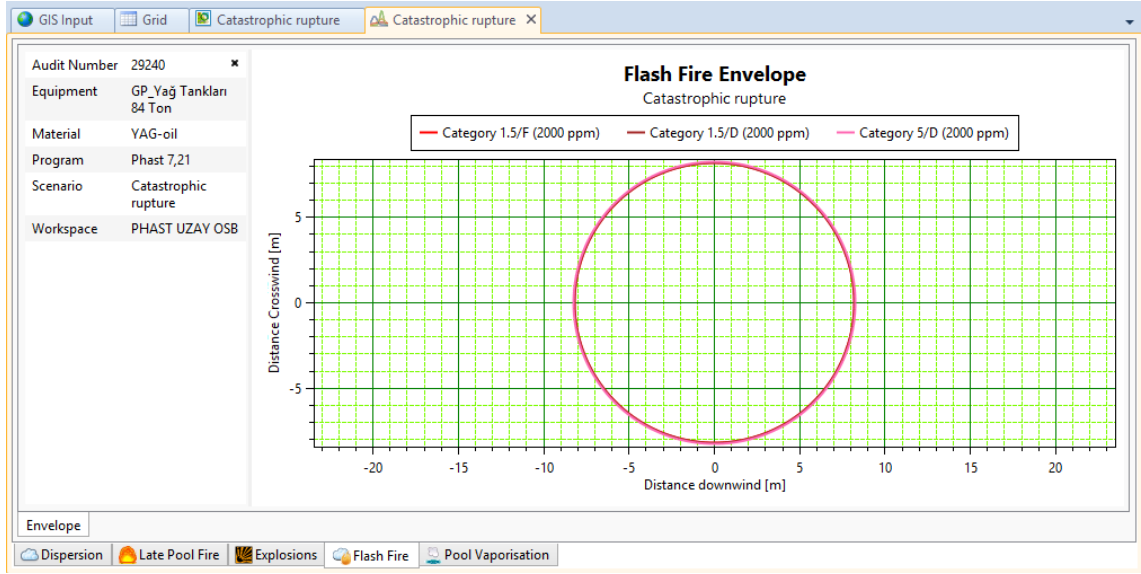 GIS Input Grid Catastrophic rupture Catastrophic rupture
Audit Number 29240
Equipment GP_Yağ Tankları
84 Ton
Material YAG-oil
Program Phast 7,21
Scenario Catastrophic
rupture
Workspace PHAST UZAY OSB
Flash Fire Envelope
Catastrophic rupture
Category 1.5/F (2000 ppm) Category 1.5/D (2000 ppm) Category 5/D (2000 ppm)
Distance Crosswind [m]
5
0
-5
-20 -15 -10 -5 0 5 10 15 20
Distance downwind [m]
Envelope
Dispersion Late Pool Fire Explosions Flash Fire Pool Vaporisation